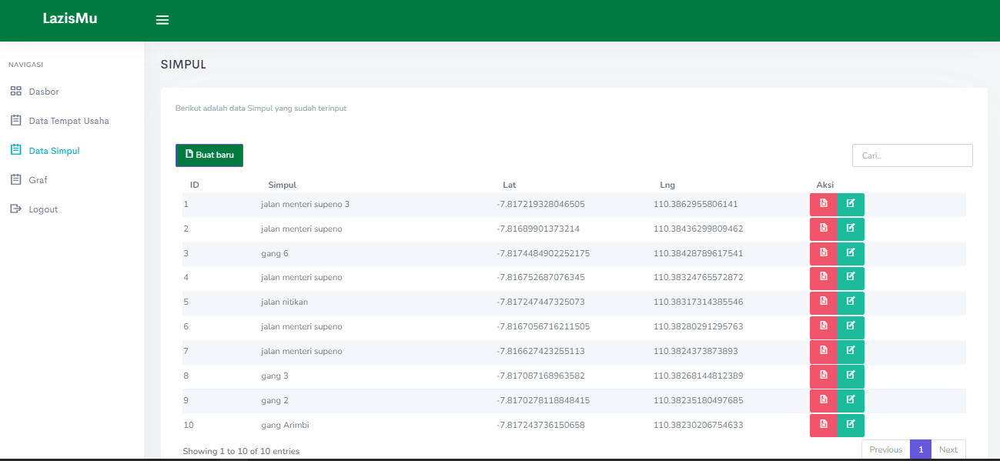 LazisMu
NAVIGASI
Dasbor
Data Tempat Usaha
Data Simpul
Graf
Logout
SIMPUL
Berikut adalah data Simpul yang sudah terinput
Buat baru
Cari..
ID Simpul Lat Lng Aksi
1 jalan menteri supeno 3 -7.817219328046505 110.3862955806141
2 jalan menteri supeno -7.81689901373214 110.38436299809462
3 gang 6 -7.8174484902252175 110.38428789617541
4 jalan menteri supeno -7.816752687076345 110.38324765572872
5 jalan nitikan -7.817247447325073 110.38317314385546
6 jalan menteri supeno -7.8167056716211505 110.38280291295763
7 jalan menteri supeno -7.816627423255113 110.3824373873893
8 gang 3 -7.817087168963582 110.38268144812389
9 gang 2 -7.8170278118848415 110.38235180497685
10 gang Arimbi -7.817243736150658 110.38230206754633
Showing 1 to 10 of 10 entries
Previous 1 Next